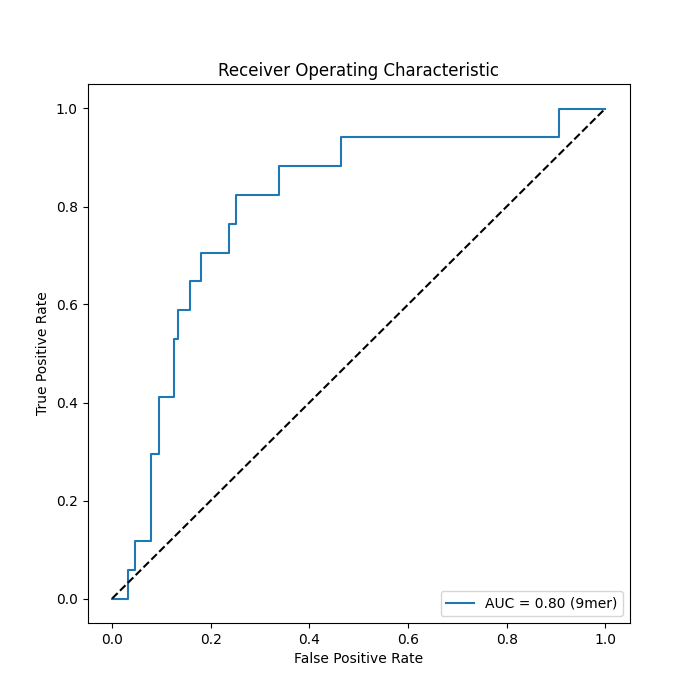 Receiver Operating Characteristic
1.0
0.8
0.6
0.4
0.2
0.0
True Positive Rate
0.0 0.2 0.4 0.6 0.8 1.0
False Positive Rate
AUC = 0.80 (9mer)